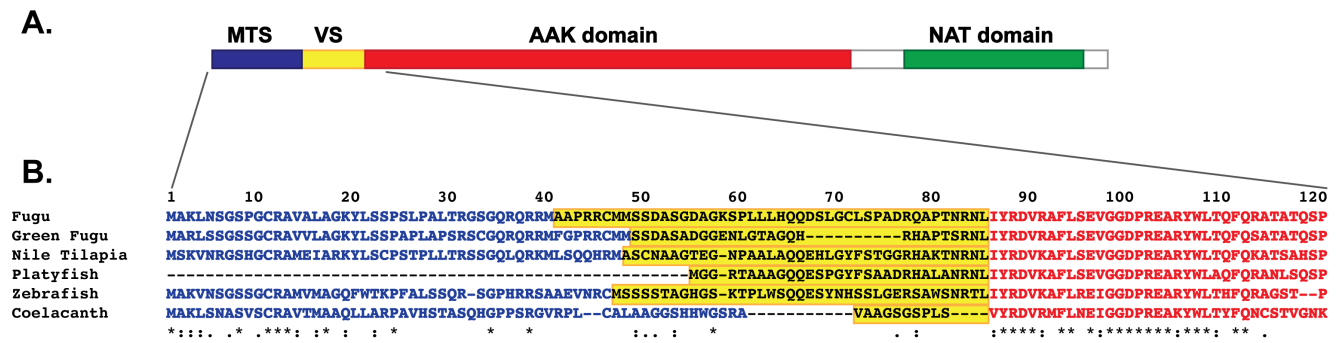 A.
MTS VS AAK domain NAT domain
B.
1 10 20 30 40 50 60 70 80 90 100 110 120
Fugu MAKLNSGSPGCRAVALAGKYLSSPSLPALTRGSGQRQRRMAAPRRCMMSSDASGDAGKSPLLLHQQDSLGCLSPADRQAPTNRNLIYRDVRAFLSEVGGDPREARYWLTQFQRATATQSP
Green Fugu MARLSSGSSGCRAVVLAGKYLSSPAPLAPSRSCGQRQRRMFGPRRCMMSSDASADGGENLGTAGQH----------RHAPTSRNLIYRDVRAFLSEVGGDPREARYWLTQFQSATATQSP
Nile Tilapia MSKVNRGSHGCRAMEIARKYLSCPSTPLLTRSSGQLQRKMLSQQHRMASCNAAGTEG-NPAALAQQEHLGYFSTGGRHAKTNRNLIYRDVKAFLSEVGGDPREARYWLTQFQKATSAHSP
Platyfish ------------------------------------------------------MGG-RTAAAGQQESPGYFSAADRHALANRNLIYRDVKAFLSEVGGDPREARYWLAQFQRANLSQSP
Zebrafish MAKVNSGSSGCRAMVMAGQFWTKPFALSSQR-SGPHRRSAAEVNRCMSSSSTAGHGS-KTPLWSQQESYNHSSLGERSAWSNRTLIYRDVKAFLREIGGDPREARYWLTHFQRAGST--P
Coelacanth MAKLSNASVSCRAVTMAAQLLARPAVHSTASQHGPPSRGVRPL--CALAAGGSHHWGSRA-----------VAAGSGSPLS----VYRDVRMFLNEVGGDPREARYWLTYFQNCSTVGNK
*::: .. .* :***: :* : : * * * :.. : * . : :**** ** *:********:**: ** .